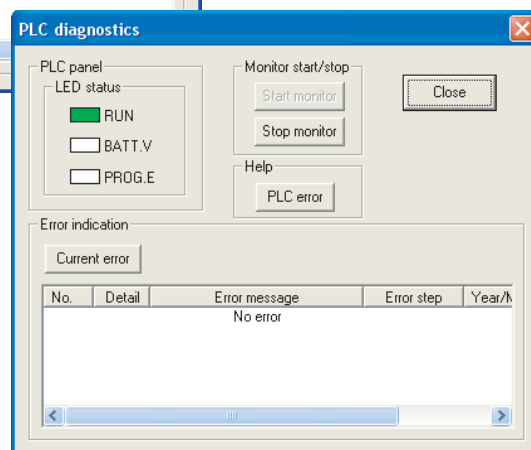 PLC diagnostics
PLC panel
LED status
RUN
BATT.V
PROG.E
Monitor start/stop
Start monitor
Stop monitor
Close
Help
PLC error
Error indication
Current error
No. Detail Error message Error step Year/M
No error